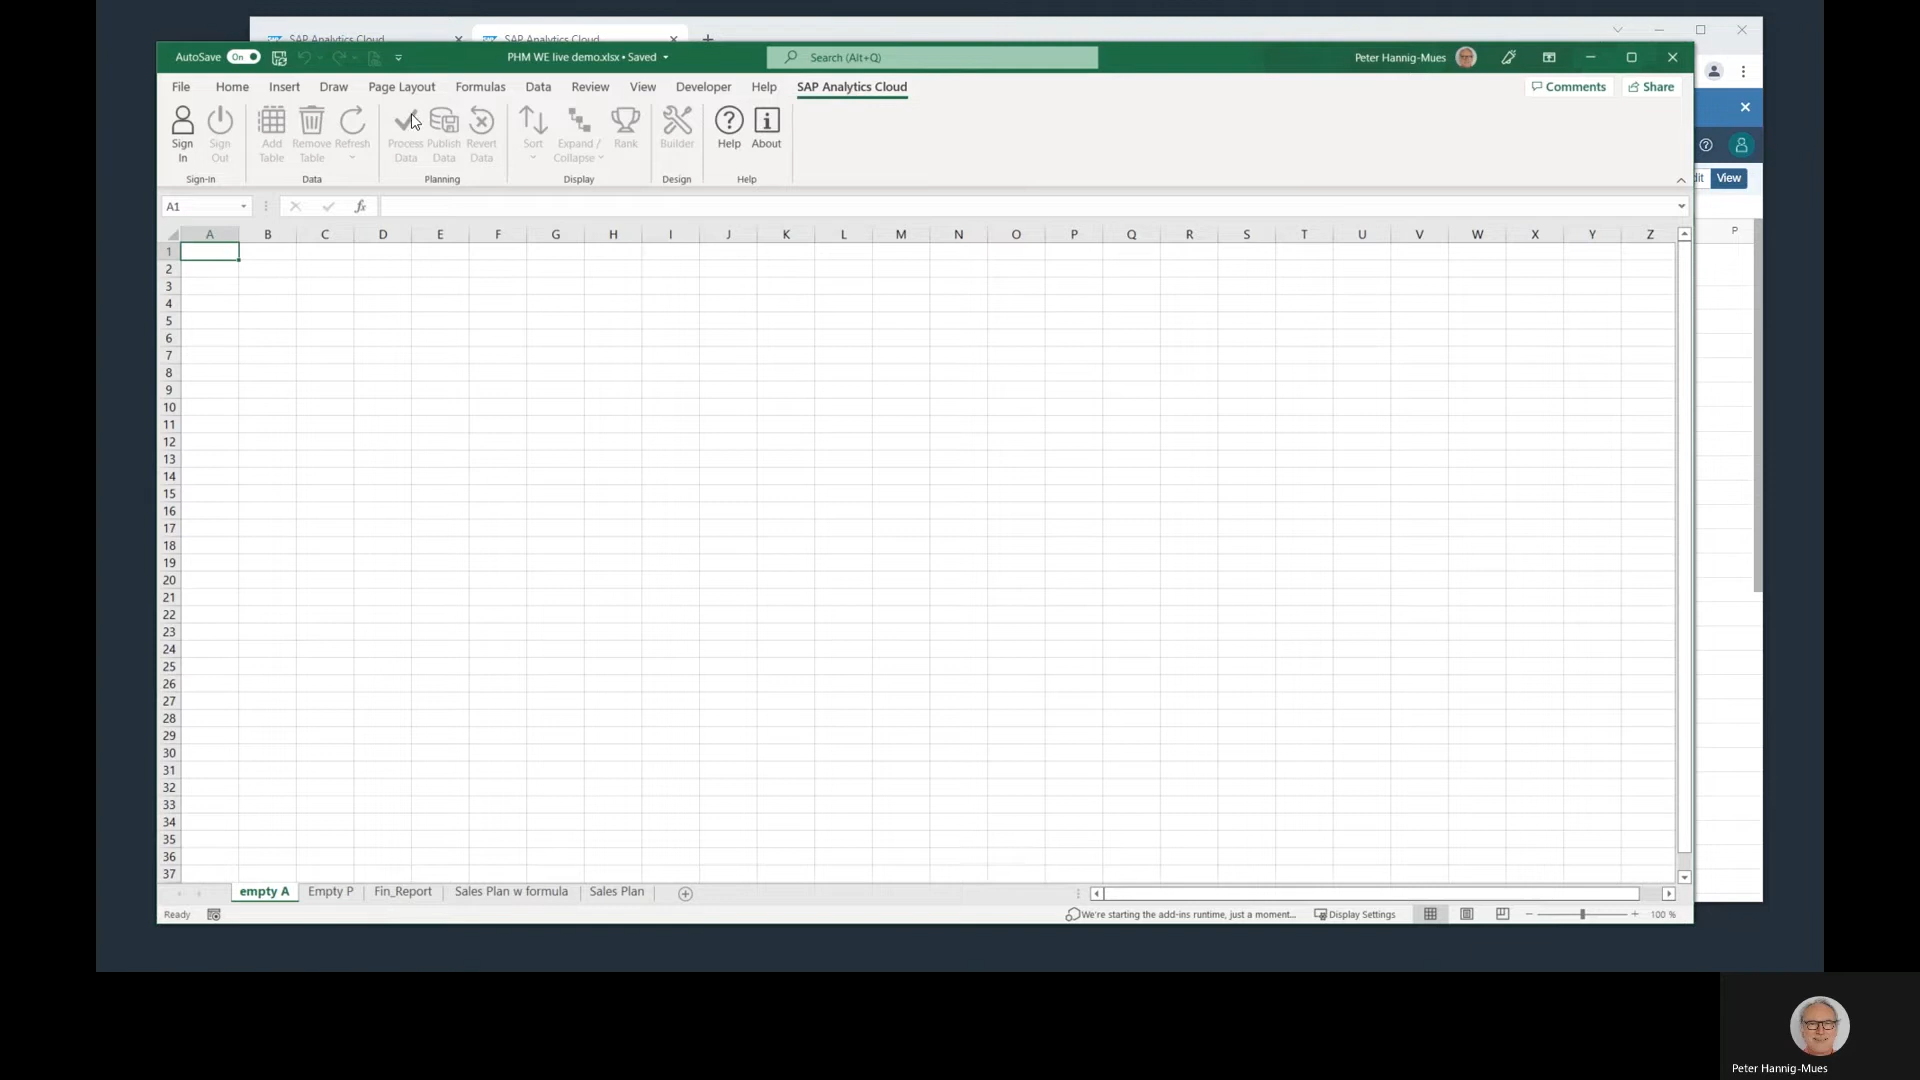 SAP Analytics Cloud
SAP Analytics Cloud
AutoSave On
PHM WE live demo.xlsx • Saved
Search (Alt+Q)
Peter Hannig-Mues
File Home Insert Draw Page Layout Formulas Data Review View Developer Help SAP Analytics Cloud
Comments Share
Sign In
Sign Out
Add Table
Remove Table
Refresh
Process Data
Publish Data
Revert Data
Sort
Expand / Collapse
Rank
Builder
Help
About
Sign-In
Data
Planning
Display
Design
Help
dit View
A1
fx
A B C D E F G H I J K L M N O P Q R S T U V W X Y Z
P
1
2
3
4
5
6
7
8
9
10
11
12
13
14
15
16
17
18
19
20
21
22
23
24
25
26
27
28
29
30
31
32
33
34
35
36
37
empty A Empty P Fin_Report Sales Plan w formula Sales Plan
Ready
We're starting the add-ins runtime, just a moment...
Display Settings
100 %
Peter Hannig-Mues